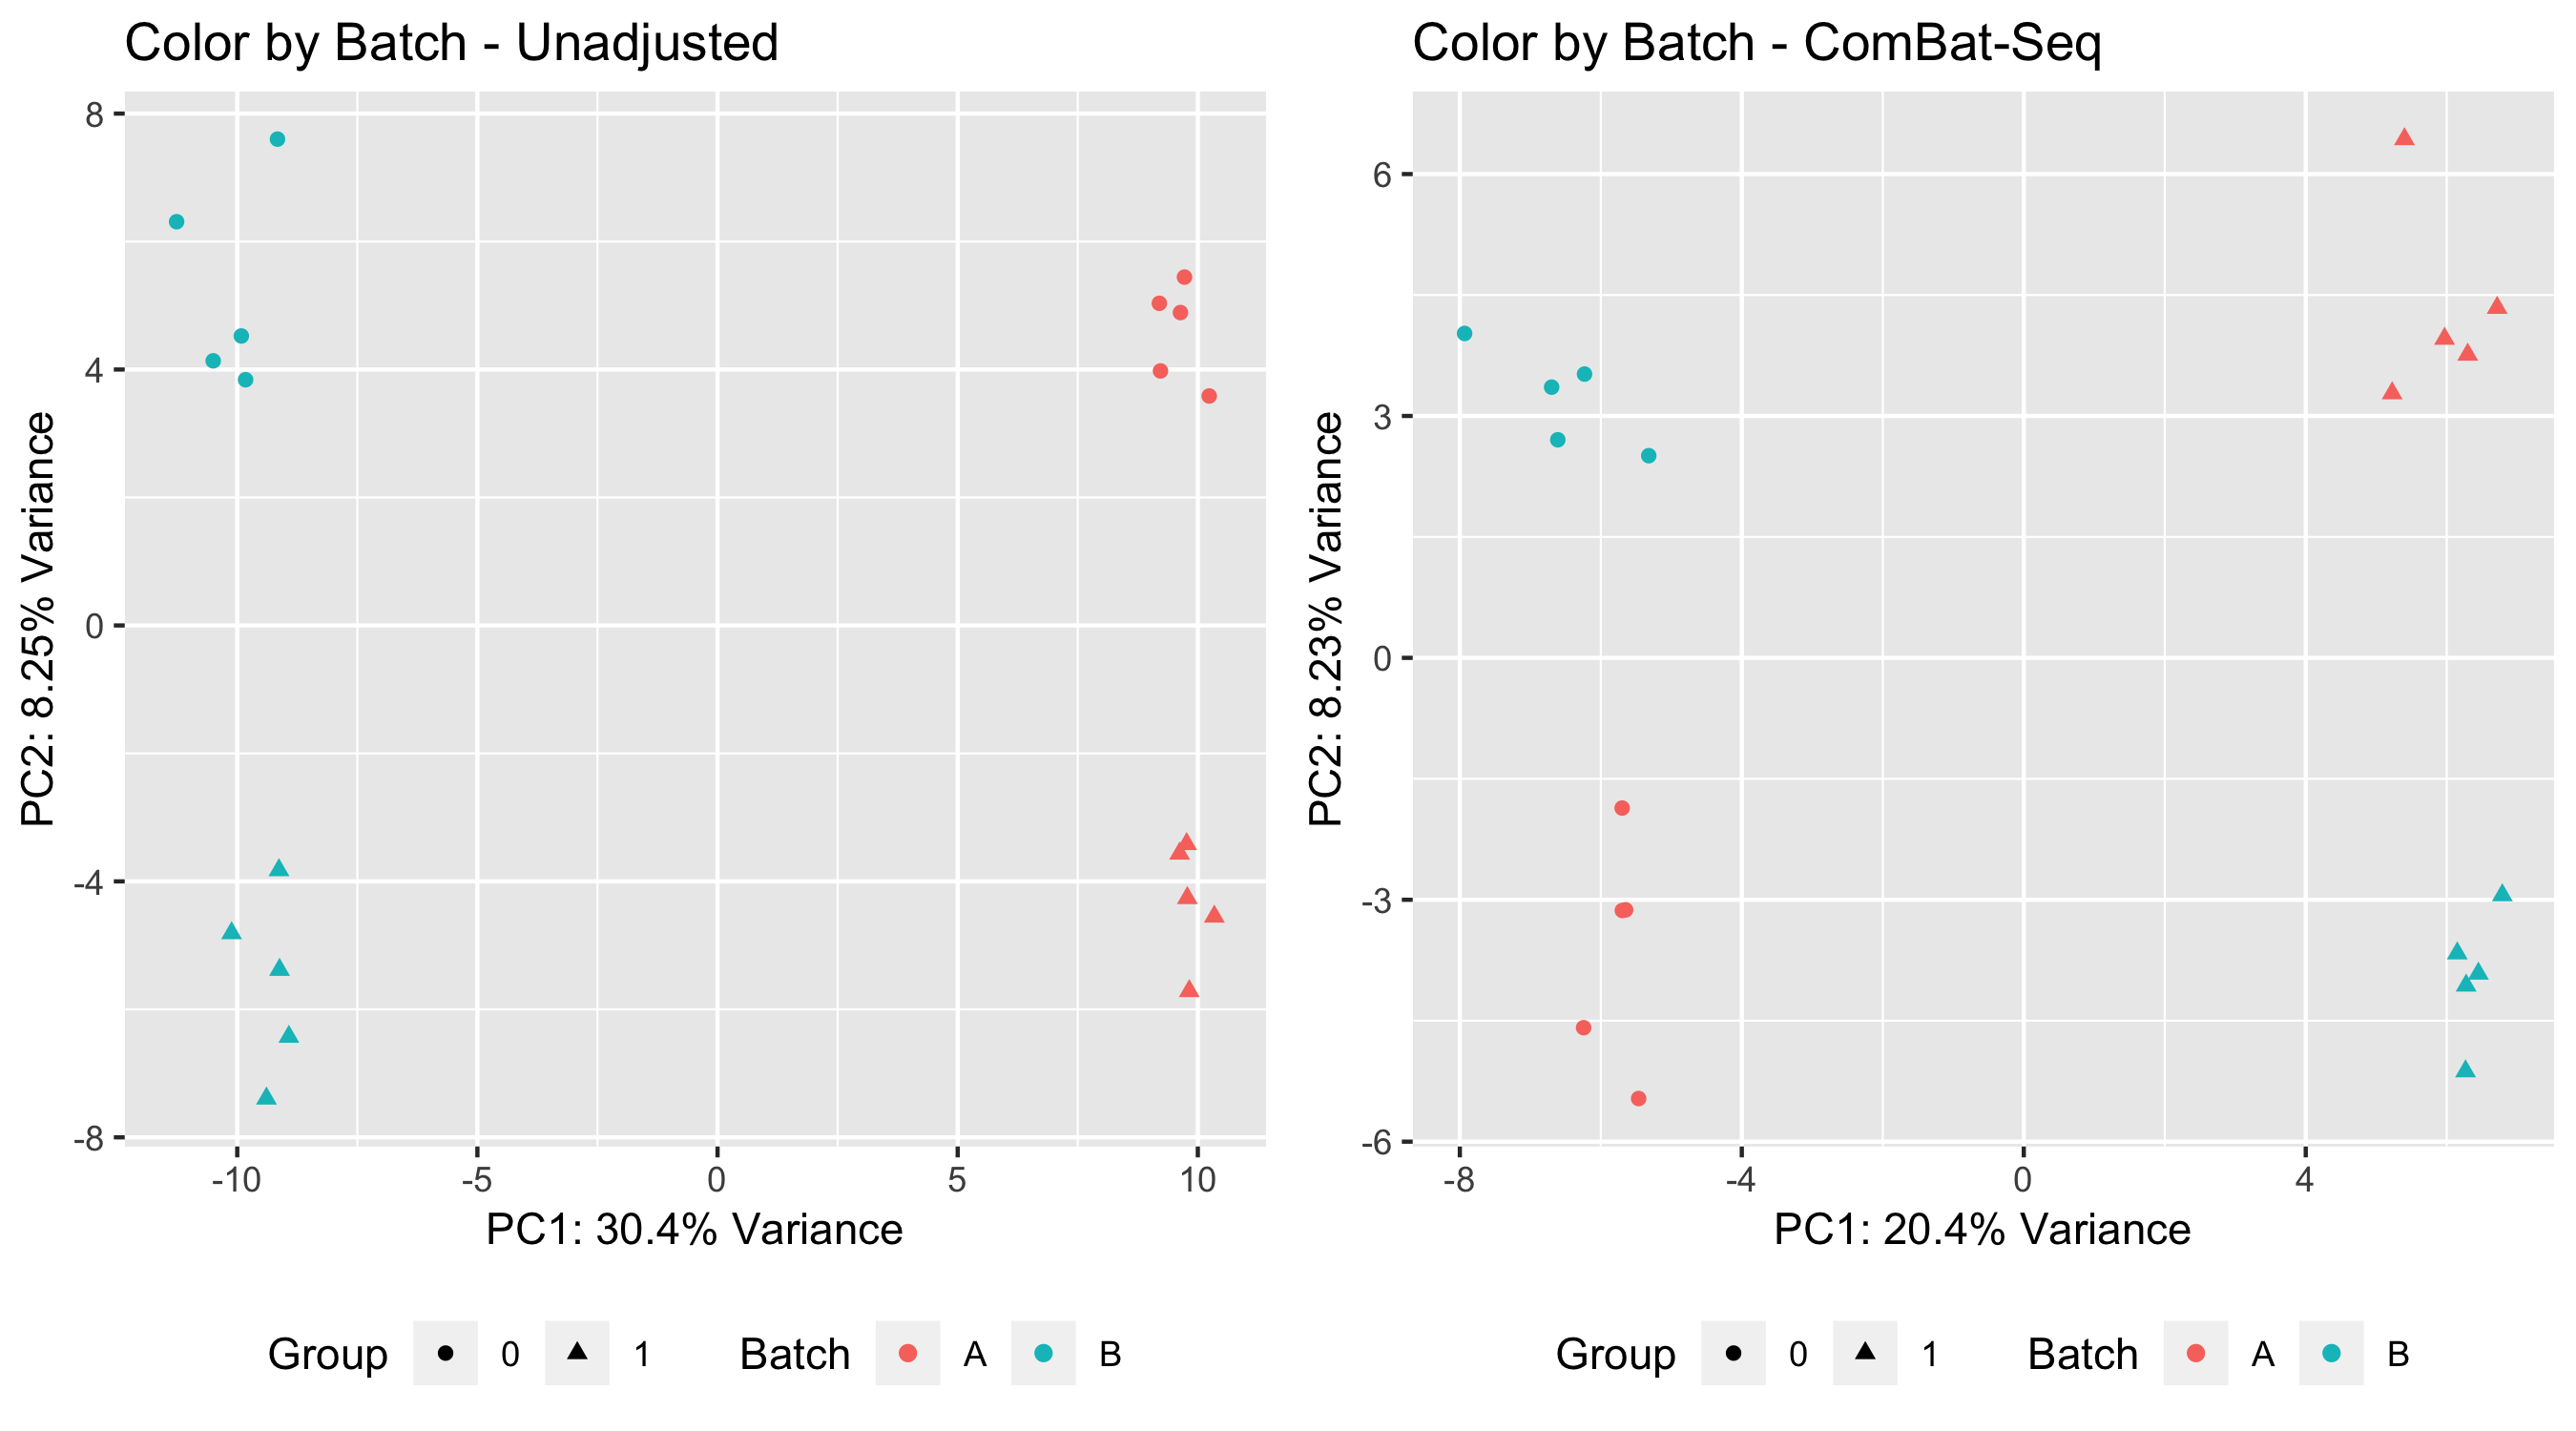 Color by Batch - Unadjusted
8
4
0
-4
-8
PC2: 8.25% Variance
-10 -5 0 5 10
PC1: 30.4% Variance
Group 0 1 Batch A B
Color by Batch - ComBat-Seq
6
3
0
-3
-6
PC2: 8.23% Variance
-8 -4 0 4
PC1: 20.4% Variance
Group 0 1 Batch A B